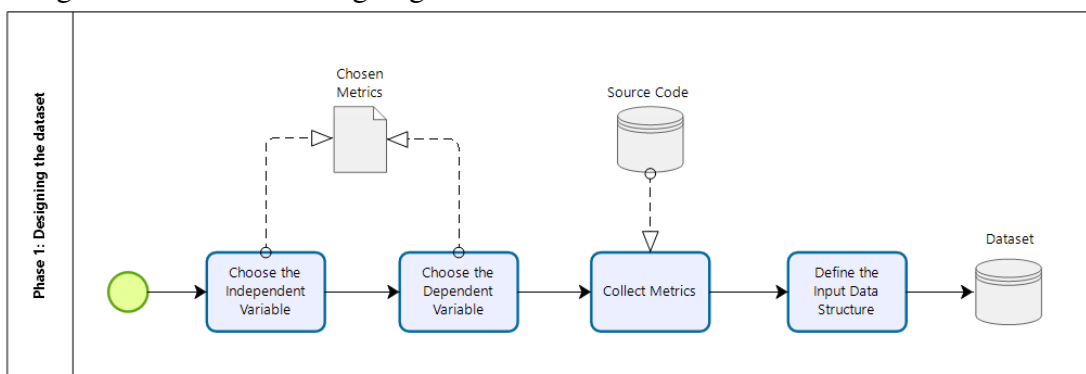 Phase 1: Designing the dataset
Chosen
Metrics
Source Code
Dataset
Choose the
Independent
Variable
Choose the
Dependent
Variable
Collect Metrics
Define the
Input Data
Structure